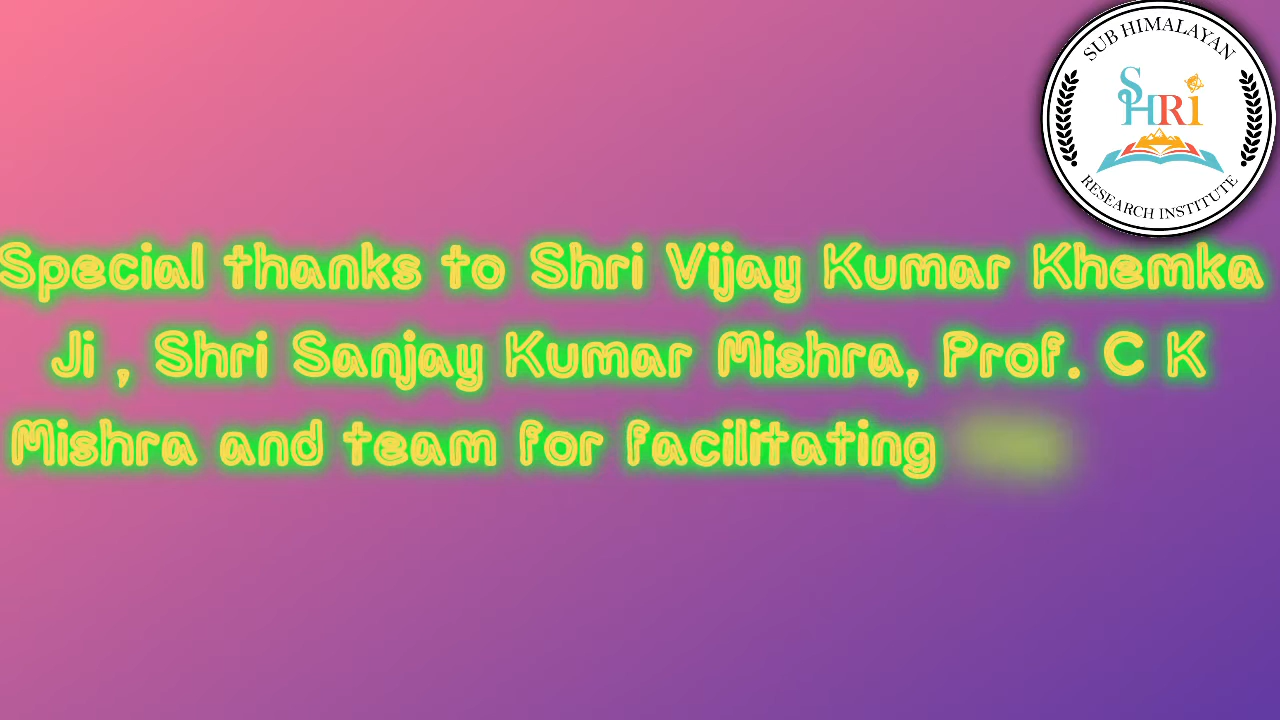 SUB HIMALAYAN
SHRI
RESEARCH INSTITUTE
Special thanks to Shri Vijay Kumar Khemka
Ji , Shri Sanjay Kumar Mishra, Prof. C K
Mishra and team for facilitating